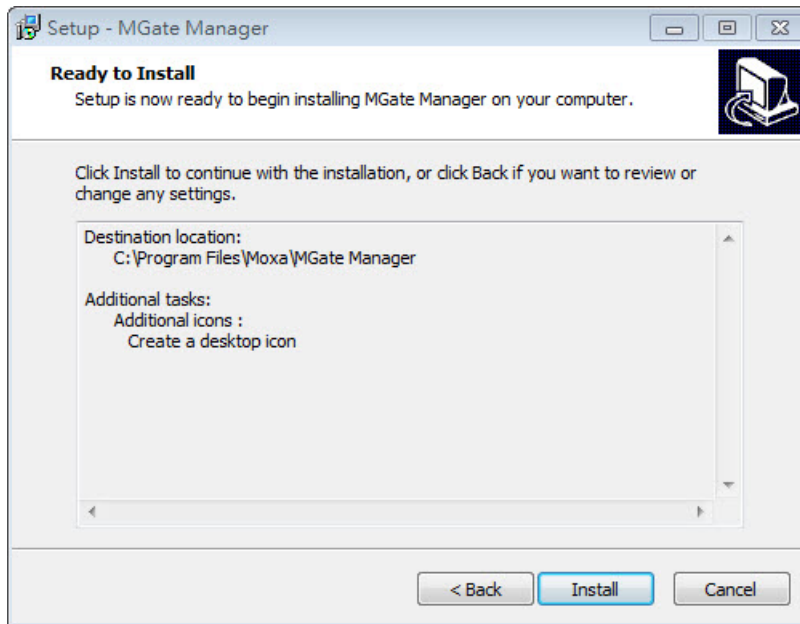 Setup - MGate Manager
Ready to Install
Setup is now ready to begin installing MGate Manager on your computer.
Click Install to continue with the installation, or click Back if you want to review or
change any settings.
Destination location:
C:\Program Files\Moxa\MGate Manager
Additional tasks:
Additional icons :
Create a desktop icon
< Back
Install
Cancel